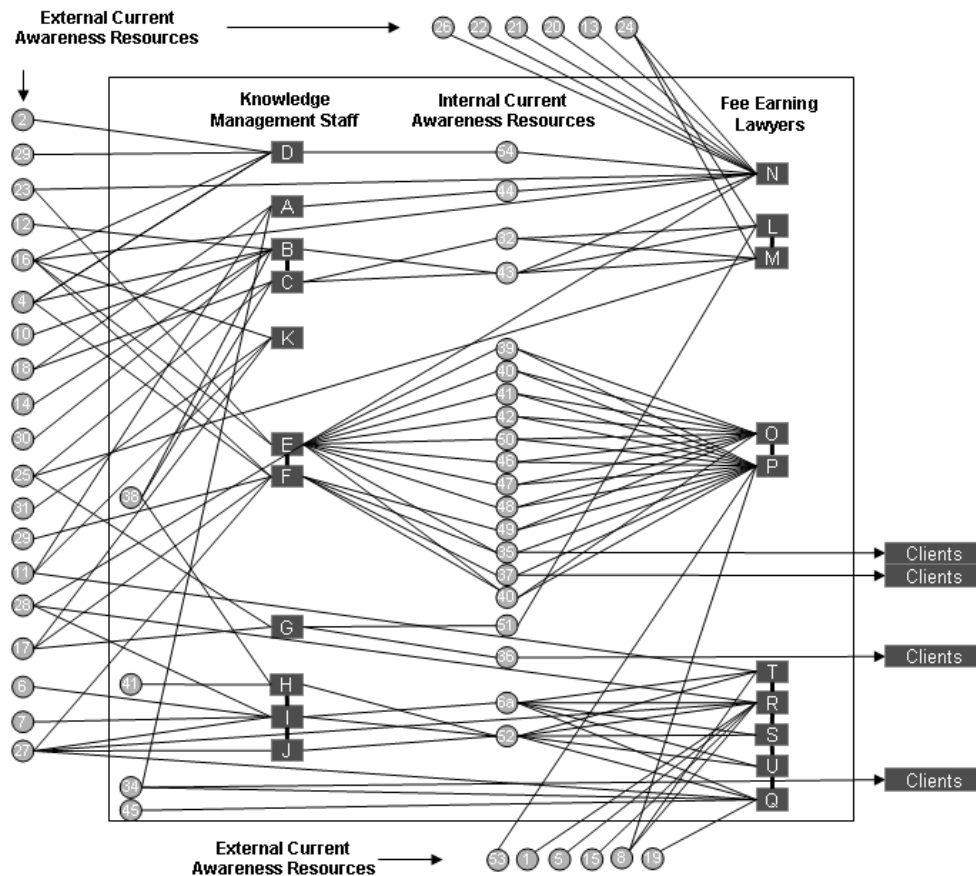 External Current
Awareness Resources
26 22 21 20 13 24
Knowledge
Management Staff
Internal Current
Awareness Resources
Fee Earning
Lawyers
2
29
23
12
16
4
10
18
14
30
25
31
29
11
28
17
6
7
27
38
41
34
45
D
A
B
C
K
E
F
G
H
I
J
54
44
32
43
39
40
41
42
50
46
47
48
49
35
37
40
51
36
6a
52
N
L
M
O
P
T
R
S
U
Q
Clients
Clients
Clients
Clients
External Current
Awareness Resources
53 1 5 15 8 19